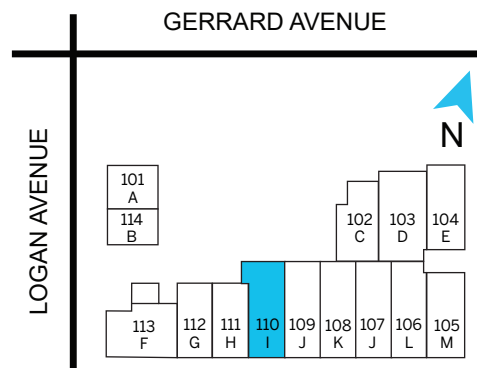 GERRARD AVENUE
LOGAN AVENUE
N
101
A
114
B
102
C
103
D
104
E
113
F
112
G
111
H
110
I
109
J
108
K
107
J
106
L
105
M